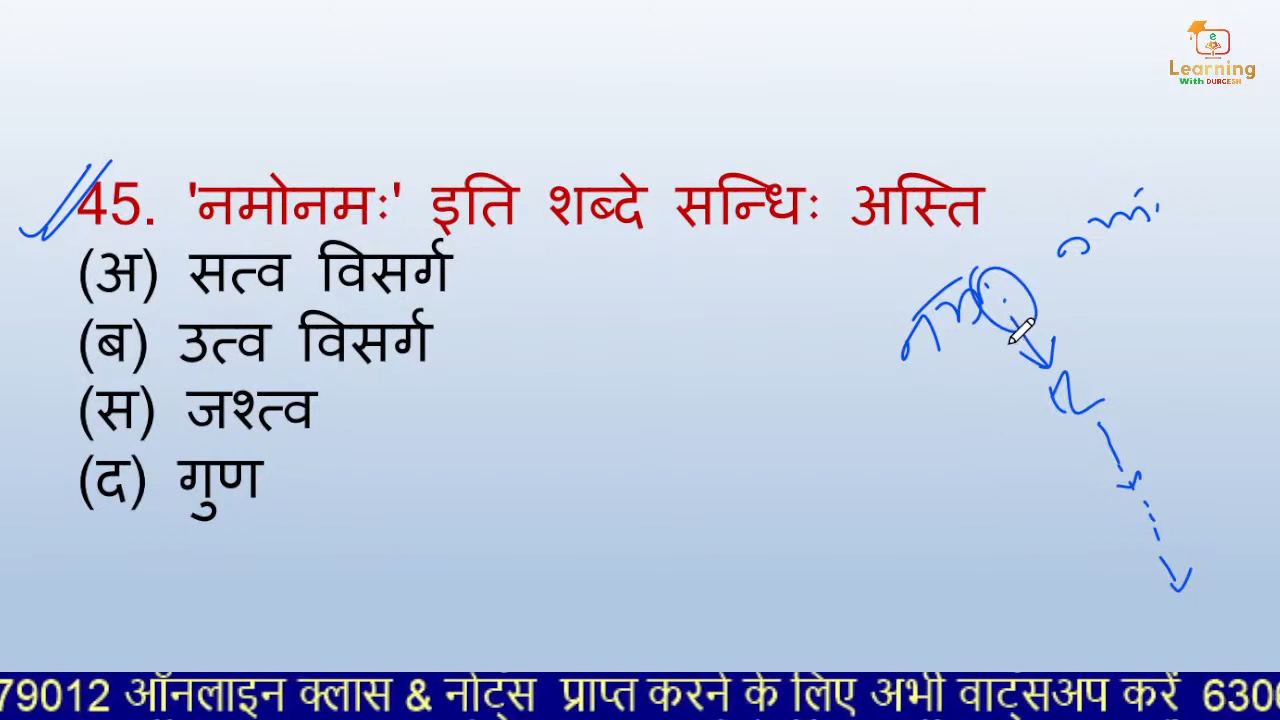 e
Learning
With DURGESH
45. 'नमोनमः' इति शब्दे सन्धिः अस्ति
(अ) सत्व विसर्ग
(ब) उत्व विसर्ग
(स) जश्त्व
(द) गुण
79012 ऑनलाइन क्लास & नोट्स प्राप्त करने के लिए अभी वाट्सअप करें 630